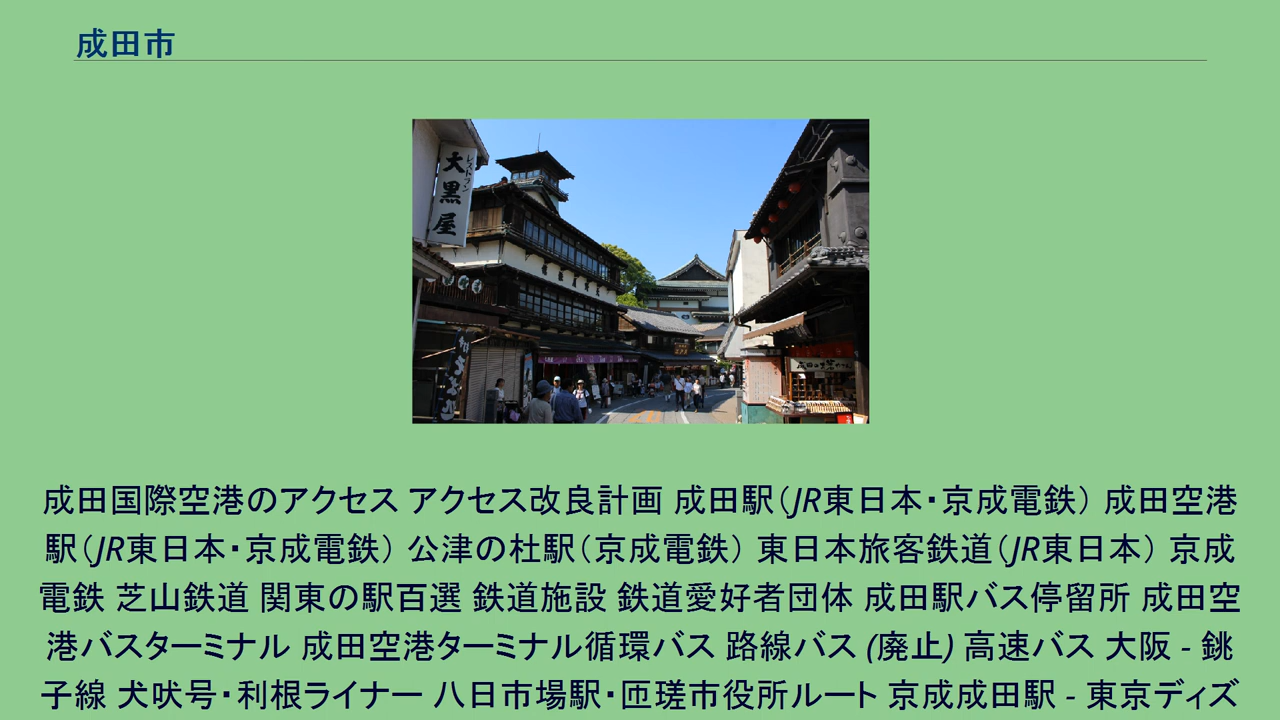 成田市
レストラン
大黒屋
成田国際空港のアクセス アクセス改良計画 成田駅（JR東日本・京成電鉄） 成田空港
駅（JR東日本・京成電鉄） 公津の杜駅（京成電鉄） 東日本旅客鉄道（JR東日本） 京成
電鉄 芝山鉄道 関東の駅百選 鉄道施設 鉄道愛好者団体 成田駅バス停留所 成田空
港バスターミナル 成田空港ターミナル循環バス 路線バス (廃止) 高速バス 大阪 - 銚
子線 犬吠号・利根ライナー 八日市場駅・匝瑳市役所ルート 京成成田駅 - 東京ディズ